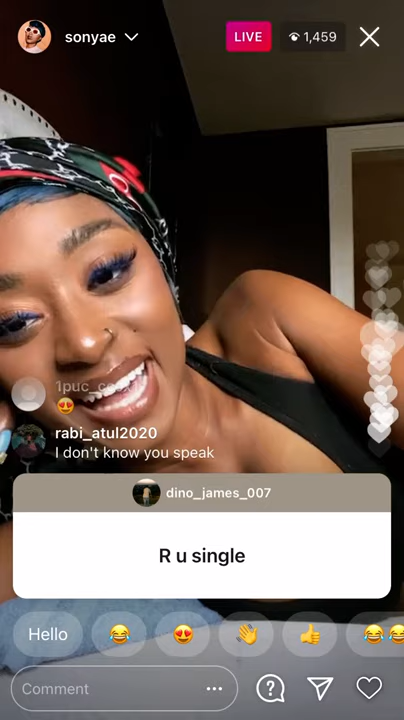 sonyae
LIVE
1,459
rabi_atul2020
I don't know you speak
dino_james_007
R u single
Hello
Comment